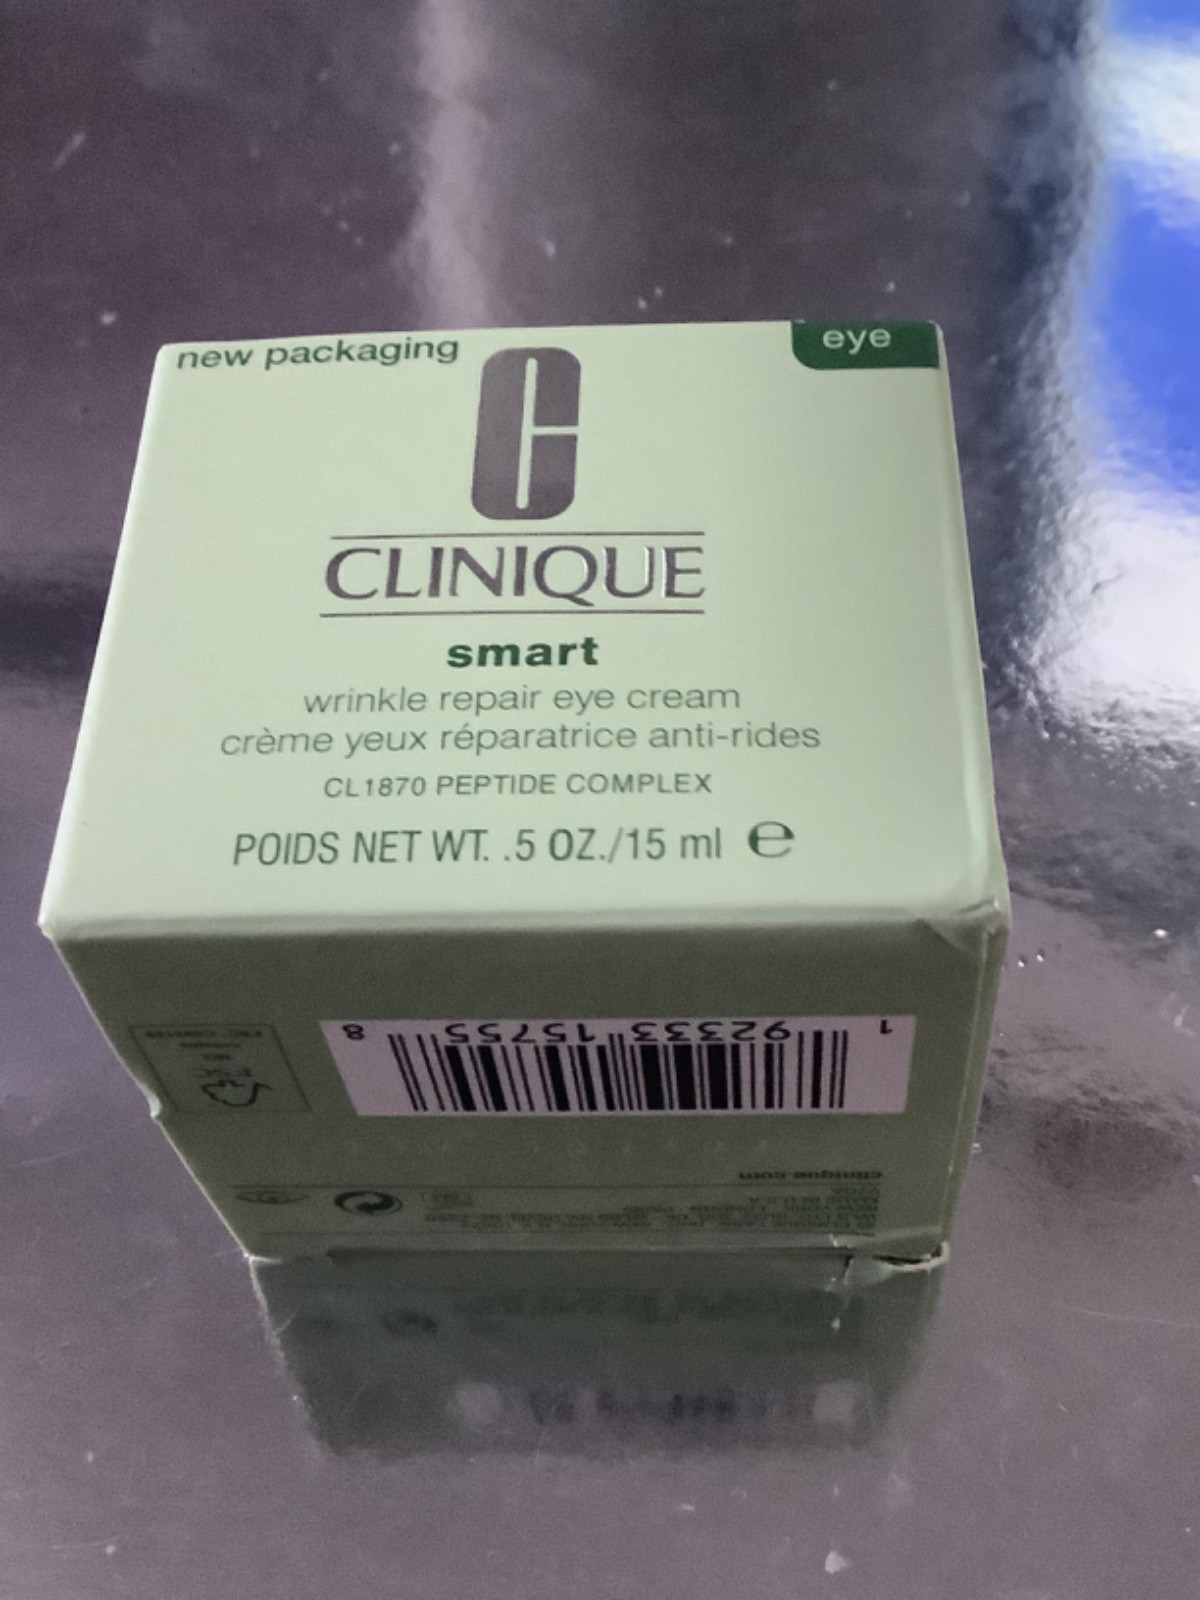 new packaging
eye
CLINIQUE
smart
wrinkle repair eye cream
crème yeux réparatrice anti-rides
CL1870 PEPTIDE COMPLEX
POIDS NET WT. .5 OZ./15 ml e
1 92333 15755 8
FSC
clinique.com